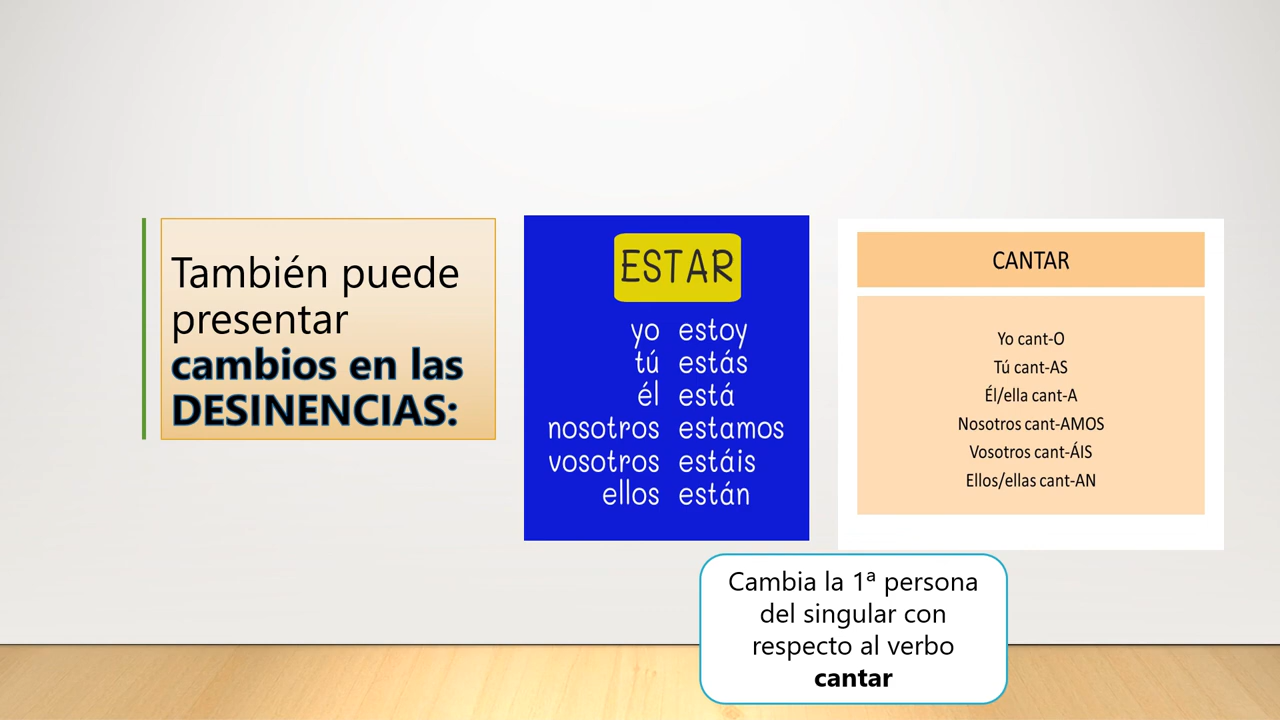 También puede
presentar
cambios en las
DESINENCIAS:
ESTAR
yo estoy
tú estás
él está
nosotros estamos
vosotros estáis
ellos están
CANTAR
Yo cant-O
Tú cant-AS
Él/ella cant-A
Nosotros cant-AMOS
Vosotros cant-ÁIS
Ellos/ellas cant-AN
Cambia la 1ª persona
del singular con
respecto al verbo
cantar